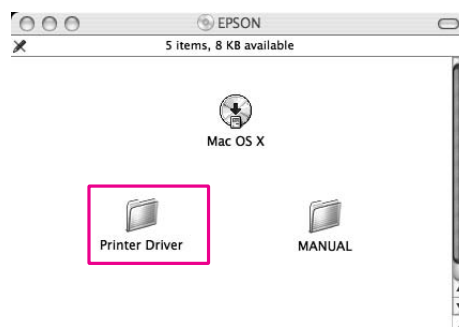 EPSON
5 items, 8 KB available
Mac OS X
Printer Driver
MANUAL